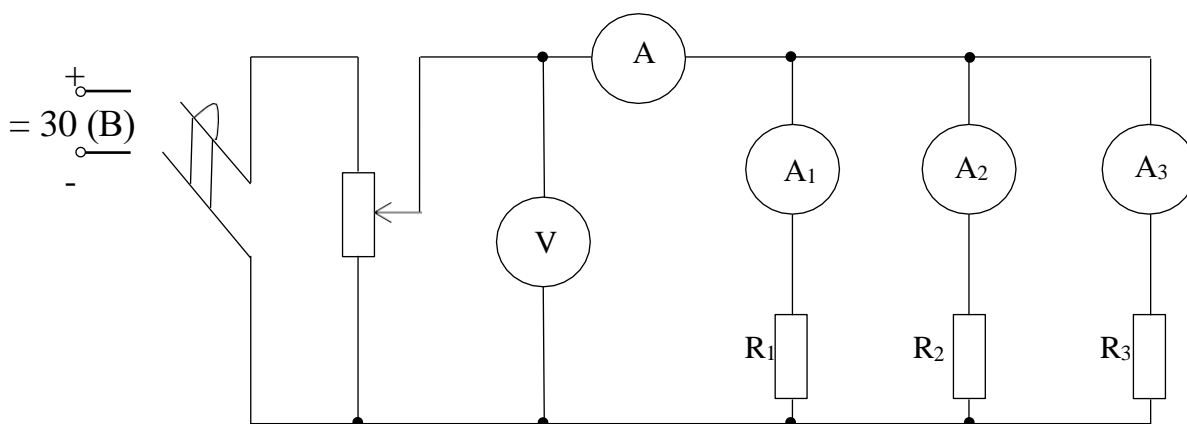 +
= 30 (В)
-
A
A₁
A₂
A₃
V
R₁
R₂
R₃